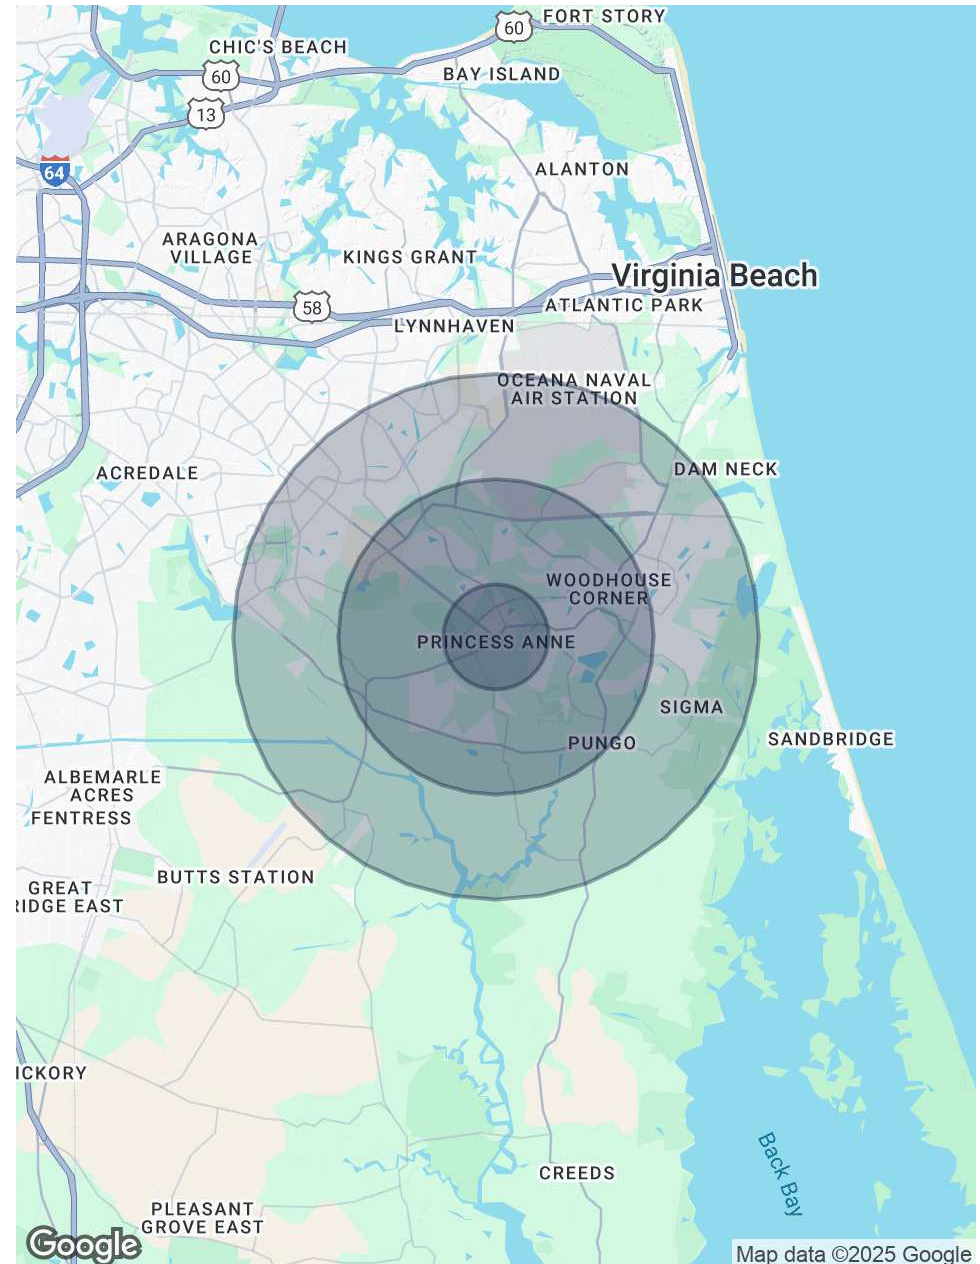 FORT STORY
60
CHIC'S BEACH
60
BAY ISLAND
13
64
ALANTON
ARAGONA
VILLAGE
KINGS GRANT
Virginia Beach
58
ATLANTIC PARK
LYNNHAVEN
OCEANA NAVAL
AIR STATION
ACREDALE
DAM NECK
WOODHOUSE
CORNER
PRINCESS ANNE
SIGMA
PUNGO
SANDBRIDGE
ALBEMARLE
ACRES
FENTRESS
BUTTS STATION
GREAT
RIDGE EAST
ICKORY
Back Bay
CREEDS
PLEASANT
GROVE EAST
Google
Map data ©2025 Google